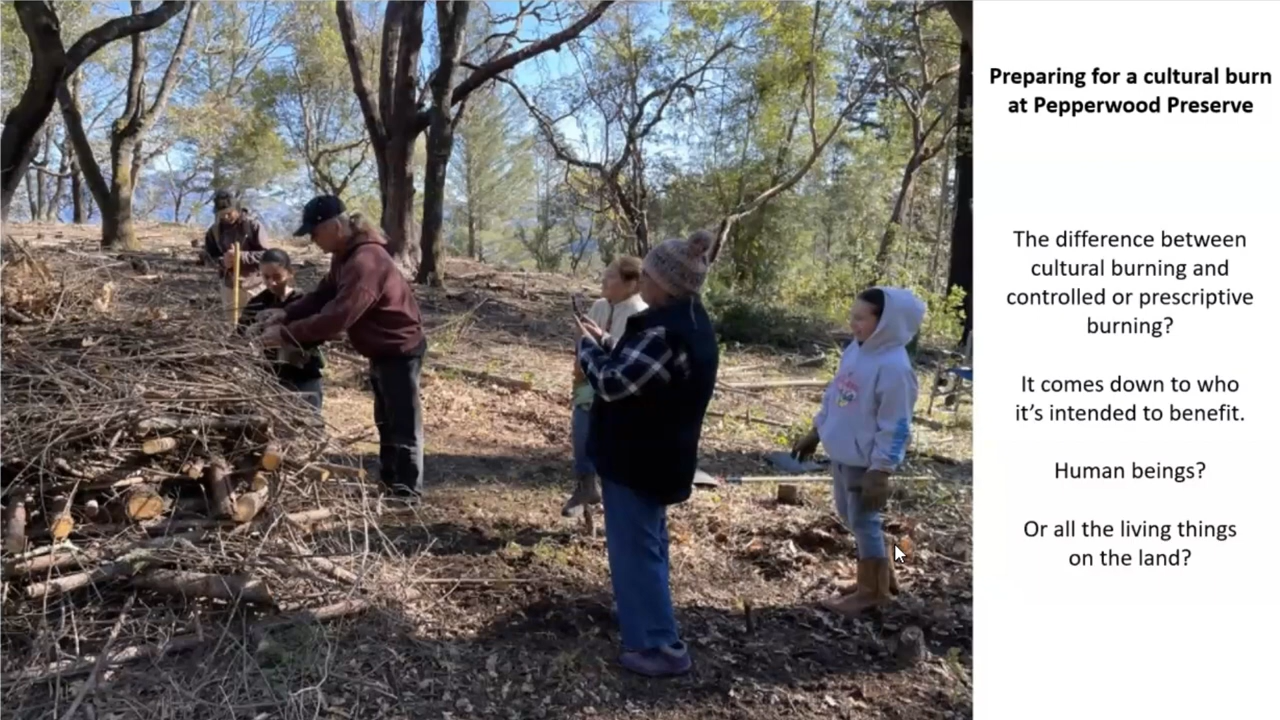 Preparing for a cultural burn
at Pepperwood Preserve
The difference between
cultural burning and
controlled or prescriptive
burning?
It comes down to who
it's intended to benefit.
Human beings?
Or all the living things
on the land?